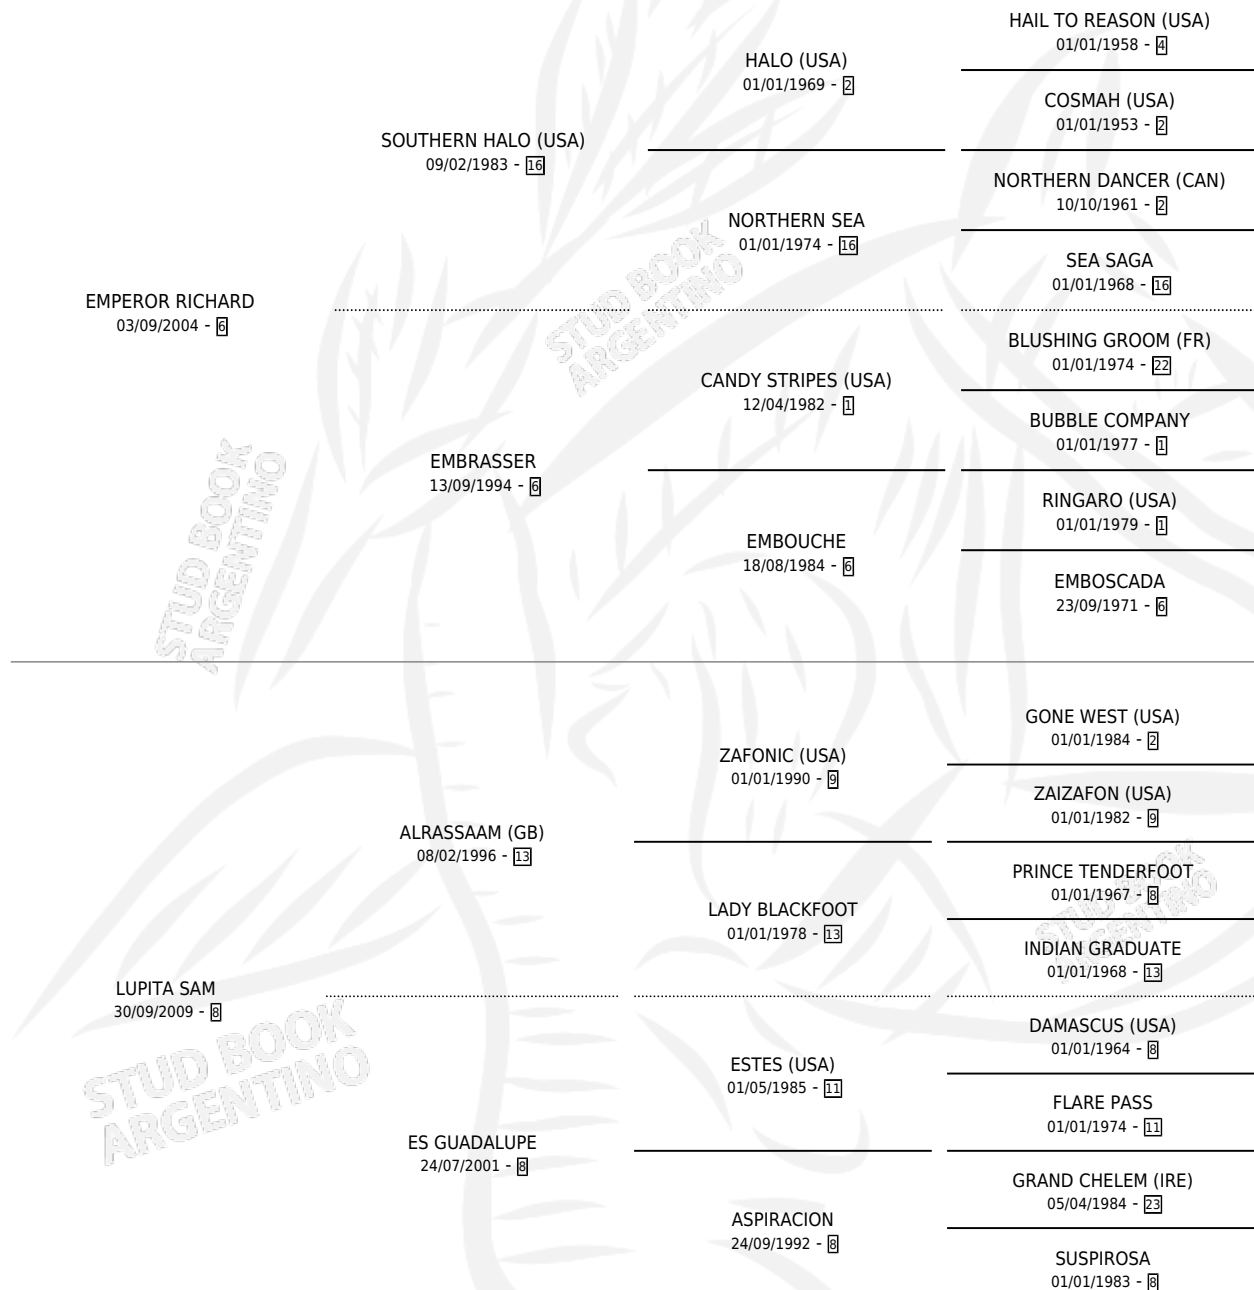 HAIL TO REASON (USA)
01/01/1958 - 4
HALO (USA)
01/01/1969 - 2
COSMAH (USA)
01/01/1953 - 2
SOUTHERN HALO (USA)
09/02/1983 - 16
NORTHERN DANCER (CAN)
10/10/1961 - 2
NORTHERN SEA
01/01/1974 - 16
SEA SAGA
01/01/1968 - 16
EMPEROR RICHARD
03/09/2004 - 6
STUD BOOK
ARGENTINO
BLUSHING GROOM (FR)
01/01/1974 - 22
CANDY STRIPES (USA)
12/04/1982 - 1
BUBBLE COMPANY
01/01/1977 - 1
EMBRASSER
13/09/1994 - 6
RINGARO (USA)
01/01/1979 - 1
EMBOUCHE
18/08/1984 - 6
EMBOSCADA
23/09/1971 - 6
STUD BOOK
ARGENTINO
GONE WEST (USA)
01/01/1984 - 2
ZAFONIC (USA)
01/01/1990 - 9
ZAIZAFON (USA)
01/01/1982 - 9
ALRASSAAM (GB)
08/02/1996 - 13
PRINCE TENDERFOOT
01/01/1967 - 8
LADY BLACKFOOT
01/01/1978 - 13
INDIAN GRADUATE
01/01/1968 - 13
STUD BOOK
ARGENTINO
LUPITA SAM
30/09/2009 - 8
DAMASCUS (USA)
01/01/1964 - 8
ESTES (USA)
01/05/1985 - 11
FLARE PASS
01/01/1974 - 11
STUD BOOK
ARGENTINO
ES GUADALUPE
24/07/2001 - 8
GRAND CHELEM (IRE)
05/04/1984 - 23
ASPIRACION
24/09/1992 - 8
SUSPIROSA
01/01/1983 - 8